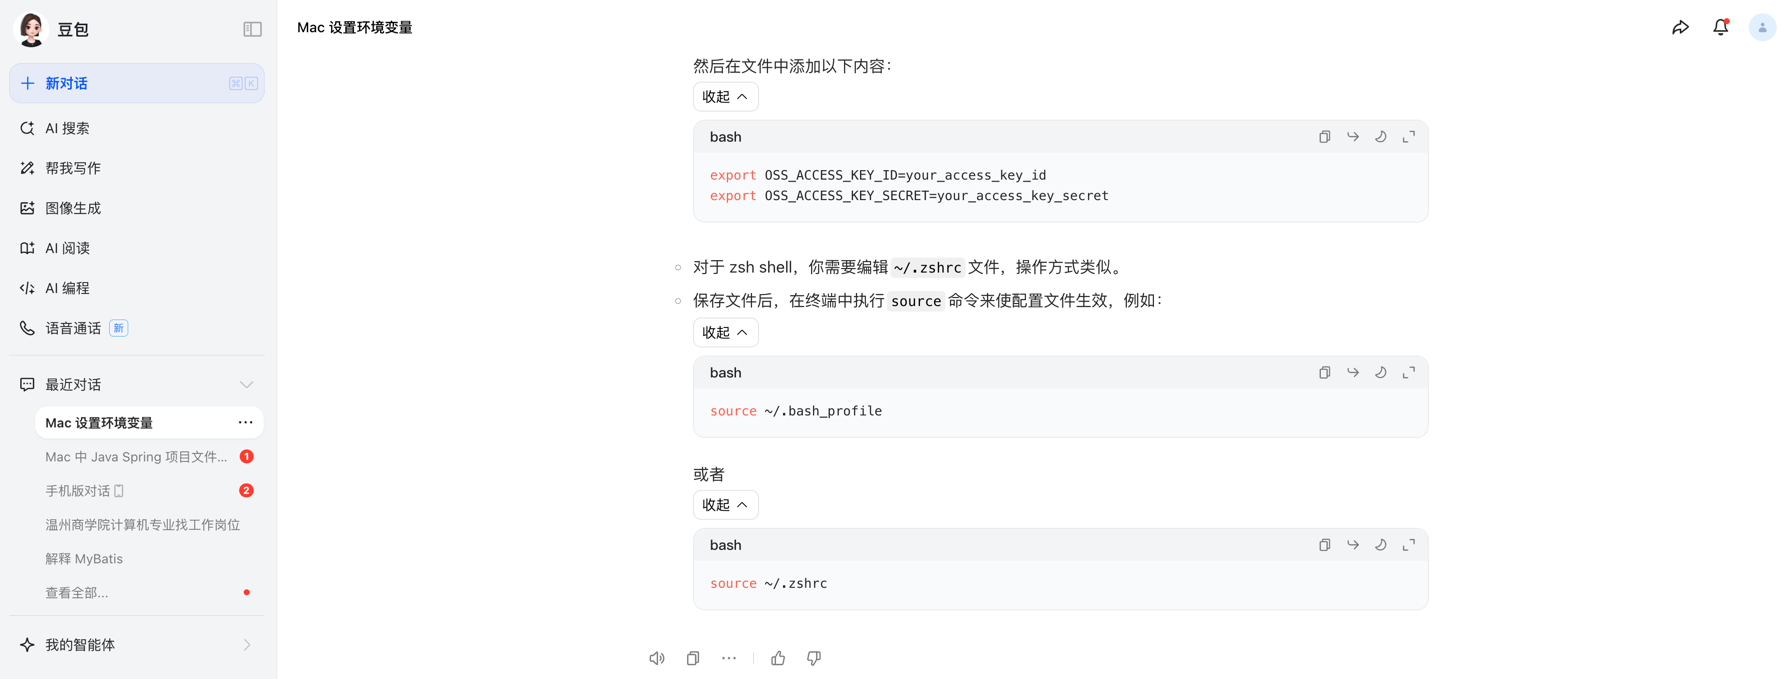 豆包
新对话
⌘ K
AI 搜索
帮我写作
图像生成
AI 阅读
AI 编程
语音通话 新
最近对话
Mac 设置环境变量
Mac 中 Java Spring 项目文件... 1
手机版对话 2
温州商学院计算机专业找工作岗位
解释 MyBatis
查看全部...
我的智能体
Mac 设置环境变量
然后在文件中添加以下内容：
收起
bash
export OSS_ACCESS_KEY_ID=your_access_key_id
export OSS_ACCESS_KEY_SECRET=your_access_key_secret
对于 zsh shell，你需要编辑 ~/.zshrc 文件，操作方式类似。
保存文件后，在终端中执行 source 命令来使配置文件生效，例如：
收起
bash
source ~/.bash_profile
或者
收起
bash
source ~/.zshrc